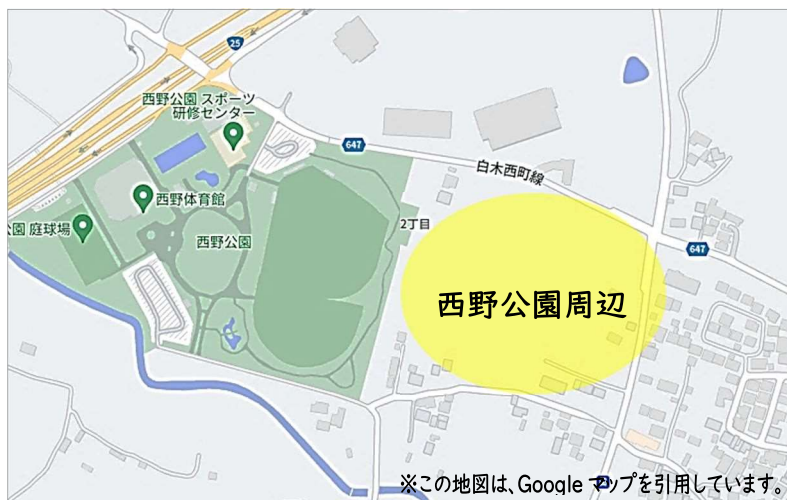 25
西野公園 スポーツ
研修センター
647
白木西町線
西野体育館
公園 庭球場
西野公園
2丁目
647
西野公園周辺
※この地図は、Google マップを引用しています。